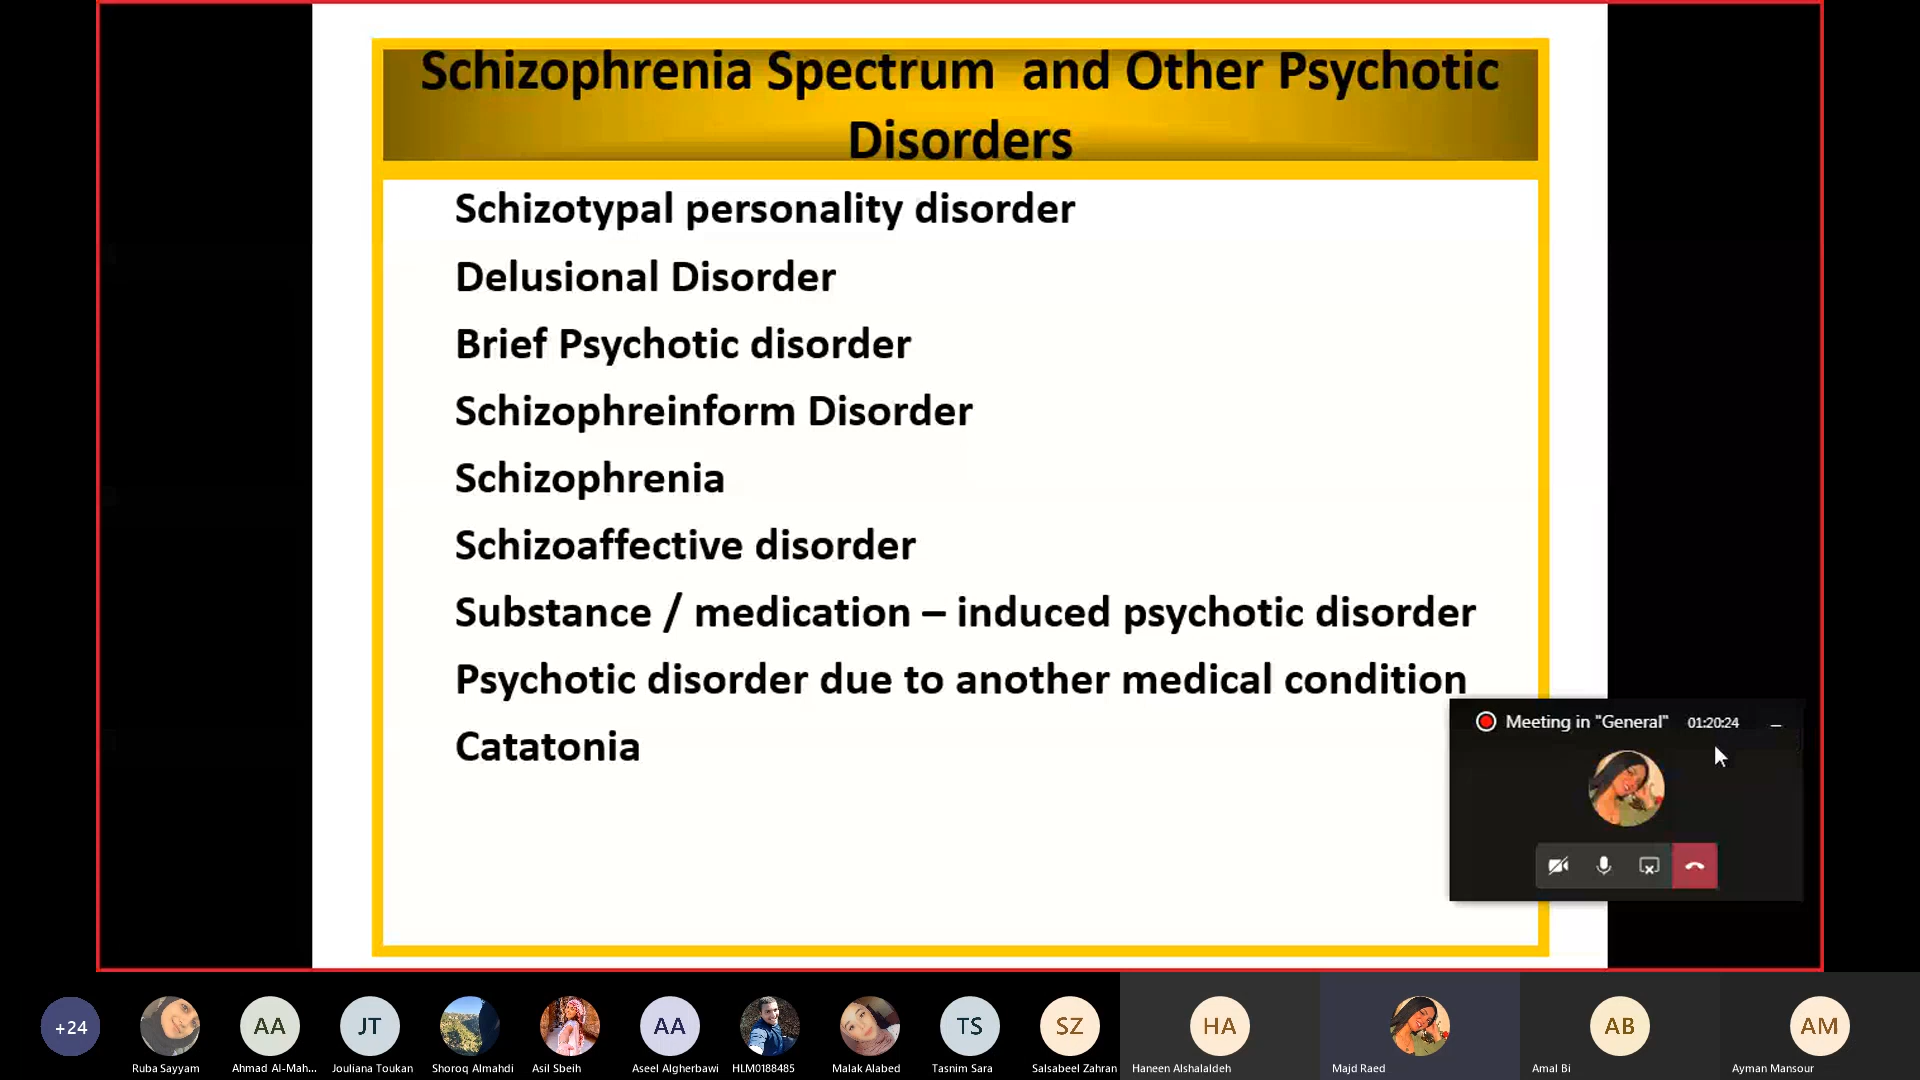 Schizophrenia Spectrum and Other Psychotic
Disorders
Schizotypal personality disorder
Delusional Disorder
Brief Psychotic disorder
Schizophreinform Disorder
Schizophrenia
Schizoaffective disorder
Substance / medication – induced psychotic disorder
Psychotic disorder due to another medical condition
Catatonia
Meeting in "General" 01:20:24
+24
AA
JT
AA
TS
SZ
HA
AB
AM
Ruba Sayyam
Ahmad Al-Mah...
Jouliana Toukan
Shoroq Almahdi
Asil Sbeih
Aseel Algherbawi
HLM0188485
Malak Alabed
Tasnim Sara
Salsabeel Zahran
Haneen Alshalaldeh
Majd Raed
Amal Bi
Ayman Mansour